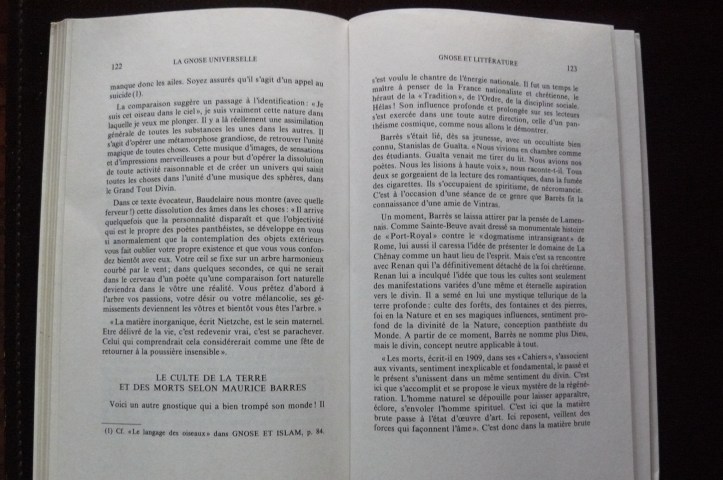 122
LA GNOSE UNIVERSELLE
manque donc les ailes. Soyez assurés qu'il s'agit d'un appel au
suicide (1).
La comparaison suggère un passage à l'identification : « Je
suis cet oiseau dans le ciel », je suis vraiment cette nature dans
laquelle je veux me plonger. Il y a là réellement une assimilation
générale de toutes les substances les unes dans les autres. Il
s'agit d'opérer une métamorphose grandiose, de retrouver l'unité
magique de toutes choses. Cette musique d'images, de sensations
et d'impressions merveilleuses a pour but d'opérer la dissolution
de toute activité raisonnable et de créer un univers qui saisit
toutes les choses dans l'unité d'une musique des sphères, dans
le Grand Tout Divin.
Dans ce texte évocateur, Baudelaire nous montre (avec quelle
ferveur !) cette dissolution des âmes dans les choses : « Il arrive
quelquefois que la personnalité disparaît et que l'objectivité
qui est le propre des poètes panthéistes, se développe en vous
si anormalement que la contemplation des objets extérieurs
vous fait oublier votre propre existence et que vous vous confon-
dez bientôt avec eux. Votre œil se fixe sur un arbre harmonieux
courbé par le vent ; dans quelques secondes, ce qui ne serait
dans le cerveau d'un poète qu'une comparaison fort naturelle
deviendra dans le vôtre une réalité. Vous prêtez d'abord à
l'arbre vos passions, votre désir ou votre mélancolie, ses gé-
missements deviennent les vôtres et bientôt vous êtes l'arbre. »
« La matière inorganique, écrit Nietzche, est le sein maternel.
Etre délivré de la vie, c'est redevenir vrai, c'est se parachever.
Celui qui comprendrait cela considérerait comme une fête de
retourner à la poussière insensible ».
LE CULTE DE LA TERRE
ET DES MORTS SELON MAURICE BARRES
Voici un autre gnostique qui a bien trompé son monde ! Il
(1) Cf. « Le langage des oiseaux » dans GNOSE ET ISLAM, p. 84.
GNOSE ET LITTÉRATURE
123
s'est voulu le chantre de l'énergie nationale. Il fut un temps le
maître à penser de la France nationaliste et chrétienne, le
héraut de la « Tradition », de l'Ordre, de la discipline sociale.
Hélas ! Son influence profonde et prolongée sur les lecteurs
s'est exercée dans une toute autre direction, celle d'un pan-
théisme cosmique, comme nous allons le démontrer.
Barrès s'était lié, dès sa jeunesse, avec un occultiste bien
connu, Stanislas de Guaita. « Nous vivions en chambre comme
des étudiants. Guaita venait me tirer du lit. Nous avions nos
poètes. Nous les lisions à haute voix », nous raconte-t-il. Tous
deux se gorgeaient de la lecture des romantiques, dans la fumée
des cigarettes. Ils s'occupaient de spiritisme, de nécromancie.
C'est à l'occasion d'une séance de ce genre que Barrès fit la
connaissance d'une amie de Vintras.
Un moment, Barrès se laissa attirer par la pensée de Lamen-
nais. Comme Sainte-Beuve avait dressé sa monumentale histoire
de « Port-Royal » contre le « dogmatisme intransigeant » de
Rome, lui aussi il caressa l'idée de présenter le domaine de La
Chênay comme un haut lieu de l'esprit. Mais c'est sa rencontre
avec Renan qui l'a définitivement détaché de la foi chrétienne.
Renan lui a inculqué l'idée que tous les cultes sont seulement
des manifestations variées d'une même et éternelle aspiration
vers le divin. Il a semé en lui une mystique tellurique de la
terre profonde : culte des forêts, des fontaines et des pierres,
foi en la Nature et en ses magiques influences, sentiment pro-
fond de la divinité de la Nature, conception panthéiste du
Monde. A partir de ce moment, Barrès ne nomme plus Dieu,
mais le divin, concept neutre applicable à tout.
« Les morts, écrit-il en 1909, dans ses « Cahiers », s'associent
aux vivants, sentiment inexplicable et fondamental, le passé et
le présent s'unissent dans un même sentiment du divin. C'est
ici que s'accomplit et se propose le vieux mystère de la régéné-
ration. L'homme naturel se dépouille pour laisser apparaître,
éclore, s'envoler l'homme spirituel. C'est ici que la matière
brute passe à l'état d'œuvre d'art. Ici reposent, veillent des
forces qui façonnent l'âme ». C'est donc dans la matière brute